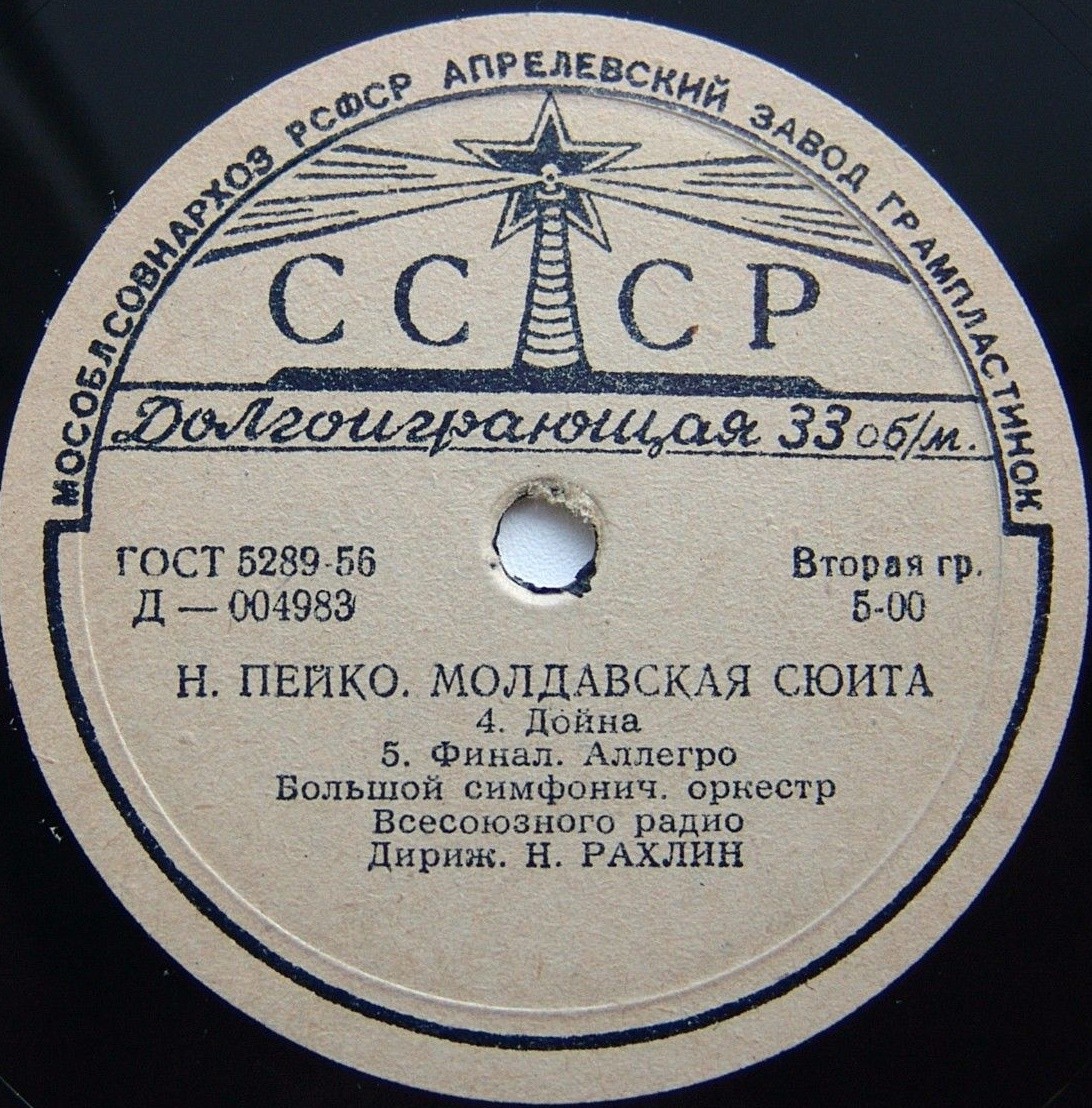 МОСОБЛСОВНАРХОЗ РСФСР АПРЕЛЕВСКИЙ ЗАВОД ГРАМПЛАСТИНОК
СССР
Долгоиграющая 33 об/м.
ГОСТ 5289-56
Вторая гр.
Д — 004983
5-00
Н. ПЕЙКО. МОЛДАВСКАЯ СЮИТА
4. Дойна
5. Финал. Аллегро
Большой симфонич. оркестр
Всесоюзного радио
Дириж. Н. РАХЛИН